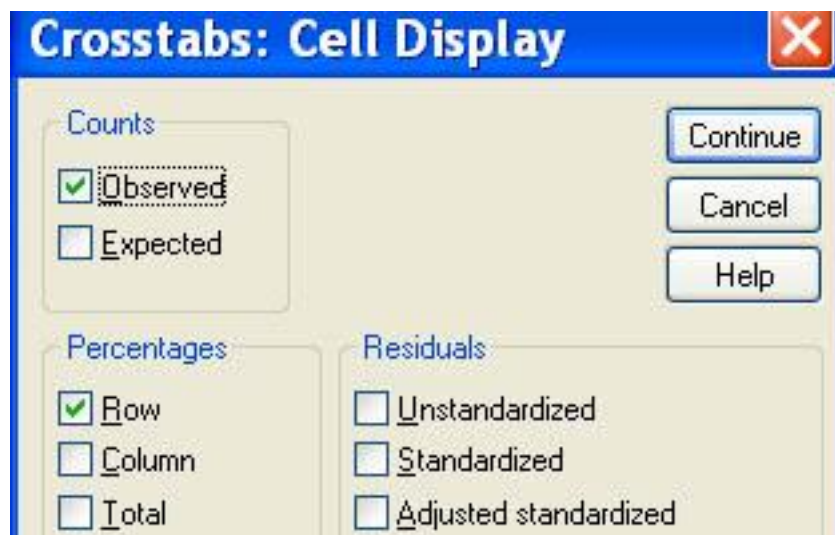 Crosstabs: Cell Display
Counts
Observed
Expected
Continue
Cancel
Help
Percentages
Row
Column
Total
Residuals
Unstandardized
Standardized
Adjusted standardized